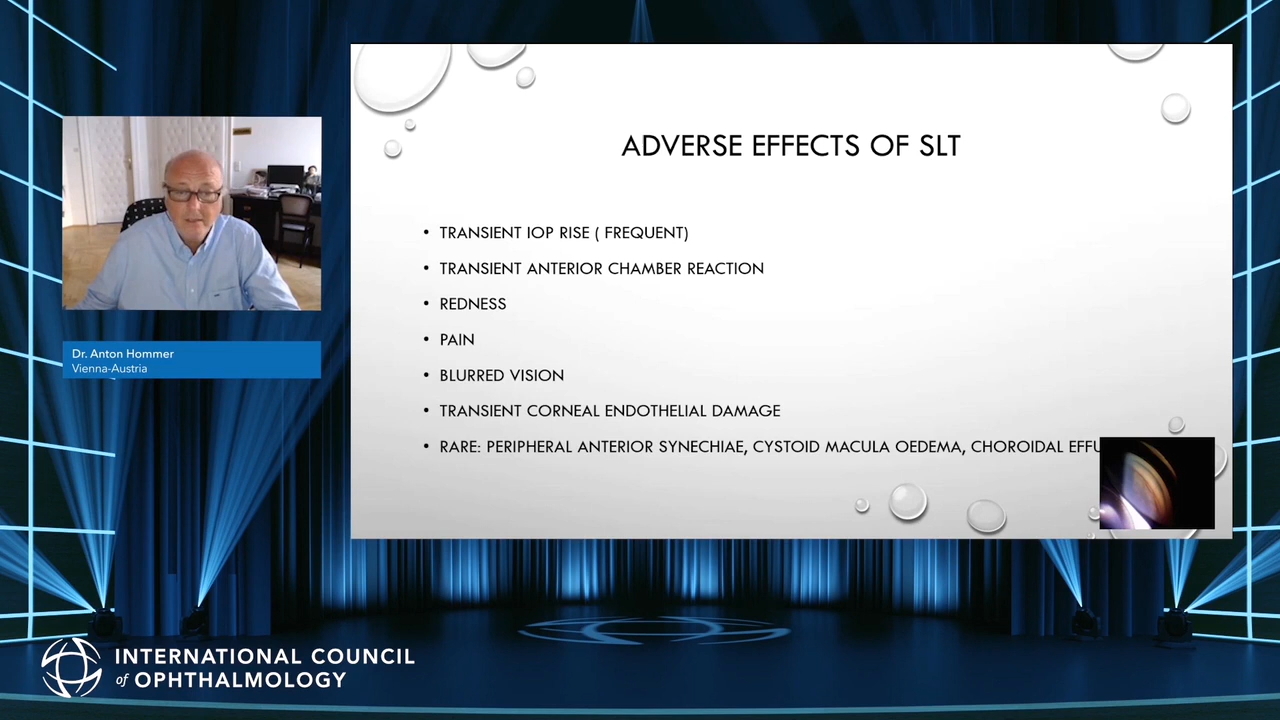 ADVERSE EFFECTS OF SLT
• TRANSIENT IOP RISE ( FREQUENT)
• TRANSIENT ANTERIOR CHAMBER REACTION
• REDNESS
• PAIN
• BLURRED VISION
• TRANSIENT CORNEAL ENDOTHELIAL DAMAGE
• RARE: PERIPHERAL ANTERIOR SYNECHIAE, CYSTOID MACULA OEDEMA, CHOROIDAL
Dr. Anton Hommer
Vienna-Austria
INTERNATIONAL COUNCIL
of OPHTHALMOLOGY